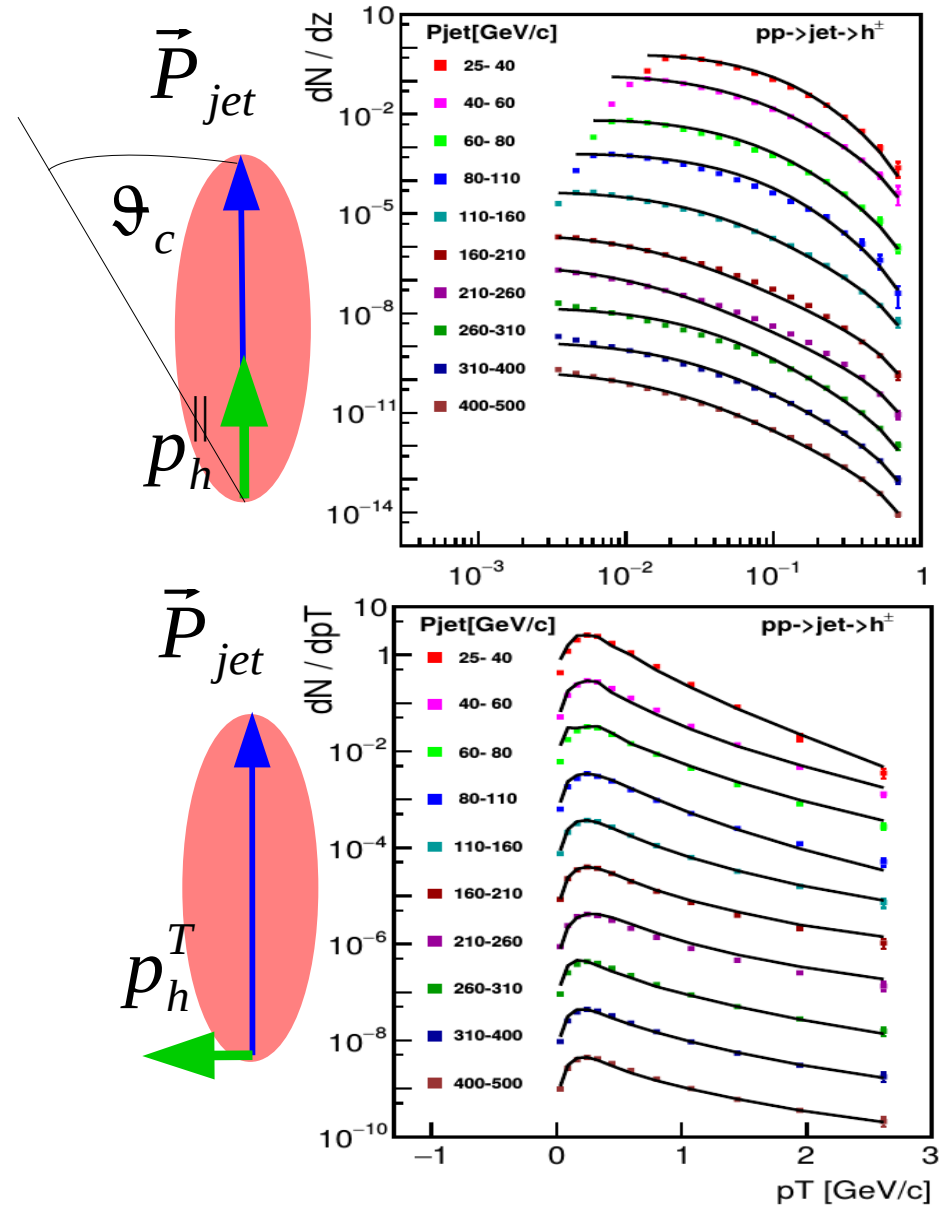 P⃗ jet
ϑc
ph||
dN / dz
Pjet[GeV/c]
pp->jet->h±
25- 40
40- 60
60- 80
80-110
110-160
160-210
210-260
260-310
310-400
400-500
10
10−2
10−5
10−8
10−11
10−14
10−3 10−2 10−1 1
P⃗ jet
phT
dN / dpT
Pjet[GeV/c]
pp->jet->h±
25- 40
40- 60
60- 80
80-110
110-160
160-210
210-260
260-310
310-400
400-500
10
1
10−2
10−4
10−6
10−8
10−10
−1 0 1 2 3
pT [GeV/c]